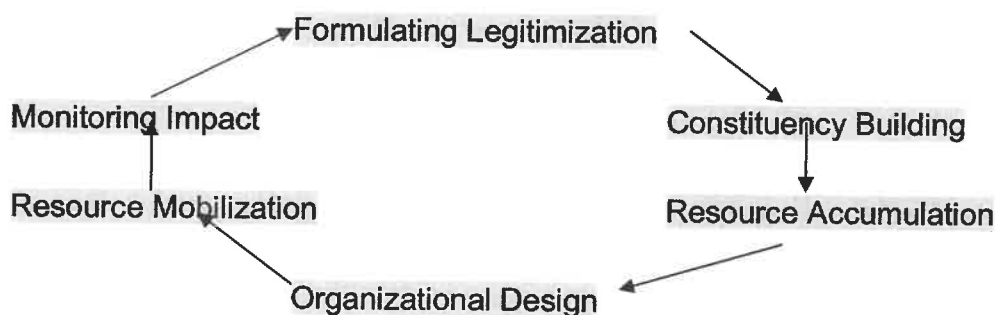 Formulating Legitimization
Monitoring Impact
Constituency Building
Resource Mobilization
Resource Accumulation
Organizational Design